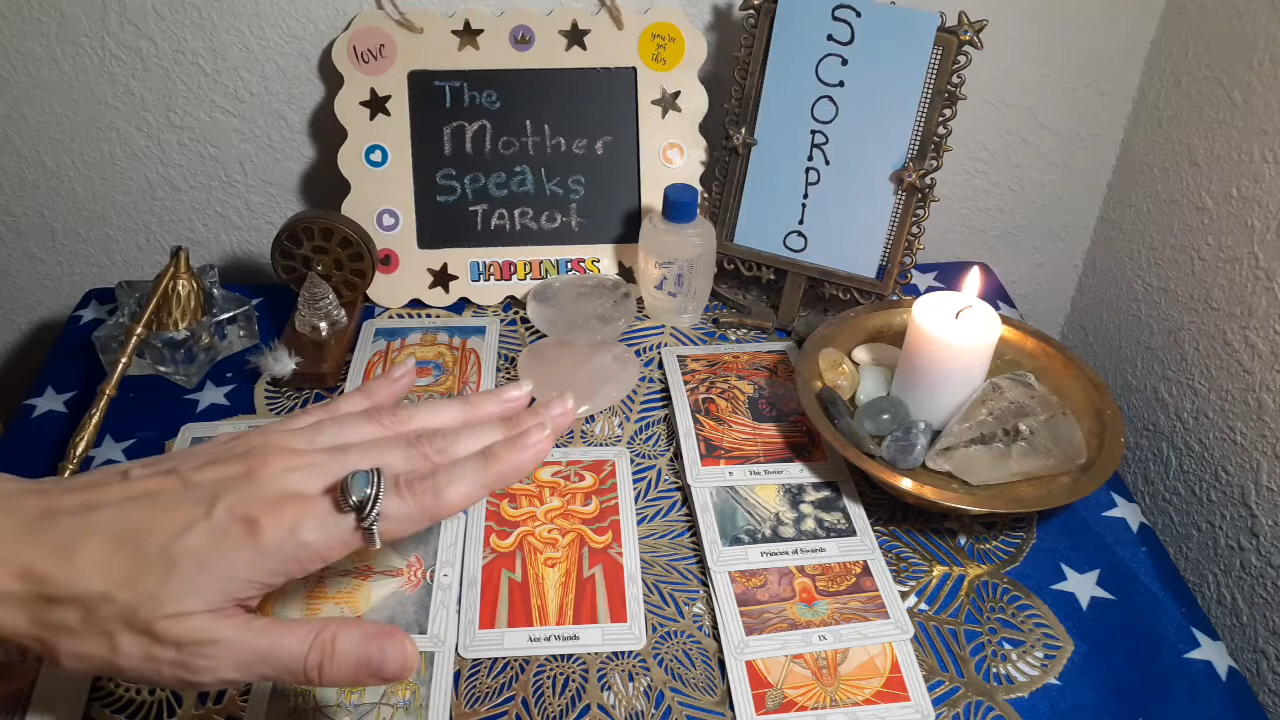 love
you've
got
this
The
Mother
Speaks
TAROT
HAPPINESS
SCORPIO
VII
The Tower
Princess of Swords
IX
Ace of Wands